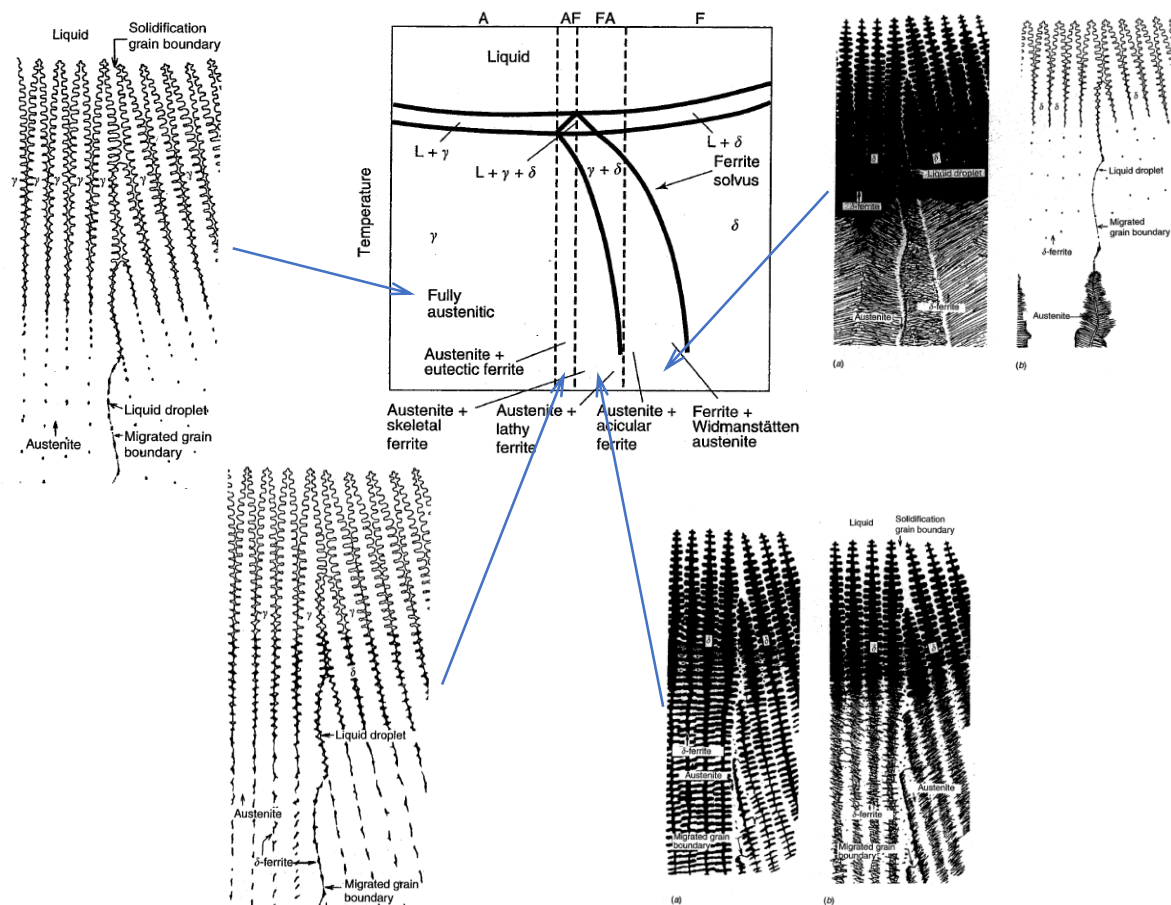 Liquid
Solidification
grain boundary
γ
γ
γ
γ
γ
γ
Liquid droplet
Austenite
Migrated grain
boundary
A
AF
FA
F
Temperature
Liquid
L + γ
L + γ + δ
γ + δ
L + δ
Ferrite
solvus
γ
δ
Fully
austenitic
Austenite +
eutectic ferrite
Austenite +
skeletal
ferrite
Austenite +
lathy
ferrite
Austenite +
acicular
ferrite
Ferrite +
Widmanstätten
austenite
δ
δ
Liquid droplet
δ-ferrite
Austenite
δ-ferrite
(a)
δ
δ
δ
Liquid droplet
Migrated
grain boundary
δ-ferrite
Austenite
(b)
γ
γ
γ
γ
δ
Liquid droplet
Austenite
δ-ferrite
Migrated grain
boundary
δ
δ
δ-ferrite
Austenite
Migrated grain
boundary
(a)
Liquid
Solidification
grain boundary
δ
δ
Austenite
δ-ferrite
Migrated grain
boundary
(b)